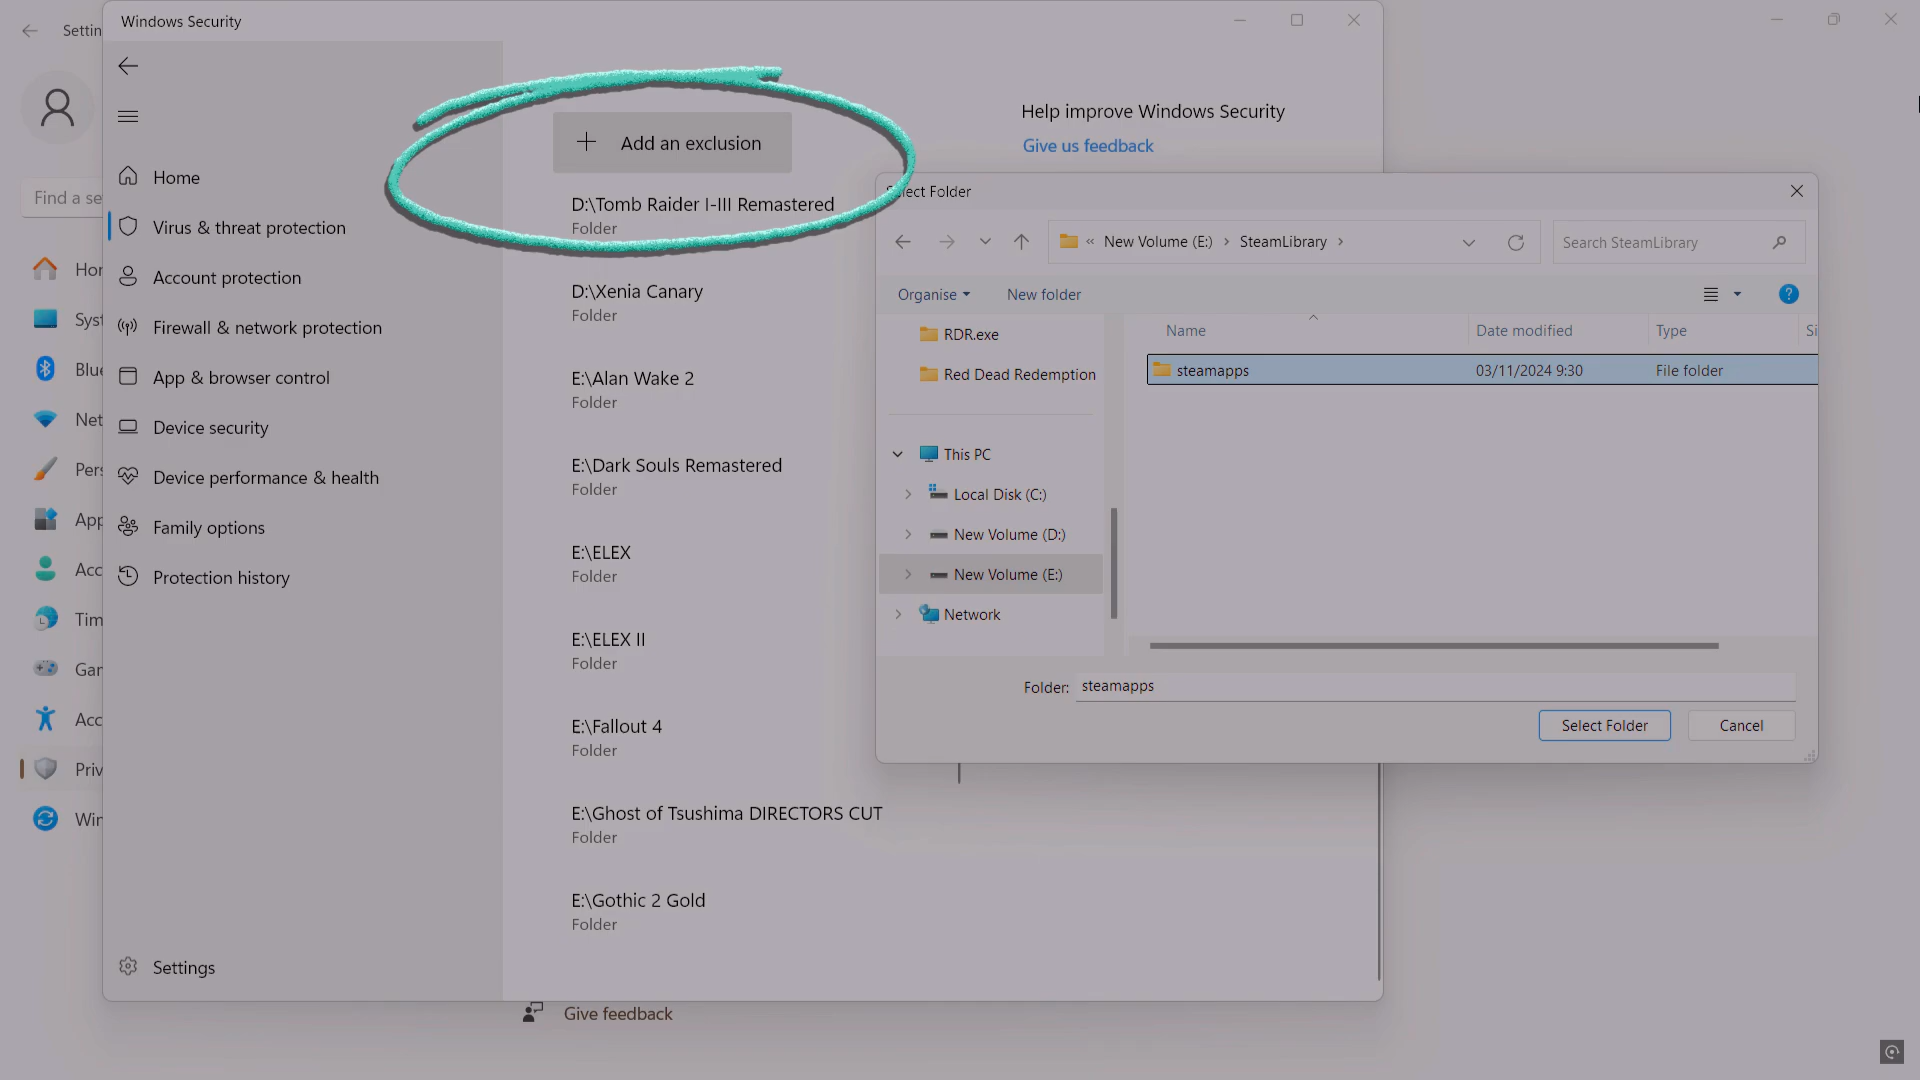 Windows Security
Settin
Find a se
Hor
Syst
Blue
Net
Pers
App
Acc
Tim
Gar
Acc
Priv
Win
Home
Virus & threat protection
Account protection
Firewall & network protection
App & browser control
Device security
Device performance & health
Family options
Protection history
Settings
Add an exclusion
D:\Tomb Raider I-III Remastered
Folder
D:\Xenia Canary
Folder
E:\Alan Wake 2
Folder
E:\Dark Souls Remastered
Folder
E:\ELEX
Folder
E:\ELEX II
Folder
E:\Fallout 4
Folder
E:\Ghost of Tsushima DIRECTORS CUT
Folder
E:\Gothic 2 Gold
Folder
Give feedback
Help improve Windows Security
Give us feedback
ect Folder
« New Volume (E:) > SteamLibrary >
Search SteamLibrary
Organise
New folder
RDR.exe
Red Dead Redemption
This PC
Local Disk (C:)
New Volume (D:)
New Volume (E:)
Network
Name Date modified Type Si
steamapps 03/11/2024 9:30 File folder
Folder: steamapps
Select Folder
Cancel